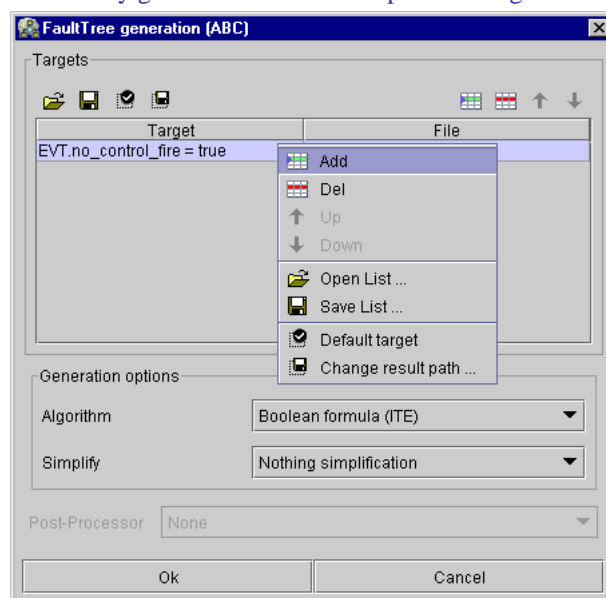 FaultTree generation (ABC)
Targets
Target File
EVT.no_control_fire = true
Add
Del
Up
Down
Open List ...
Save List ...
Default target
Change result path ...
Generation options
Algorithm Boolean formula (ITE)
Simplify Nothing simplification
Post-Processor None
Ok Cancel